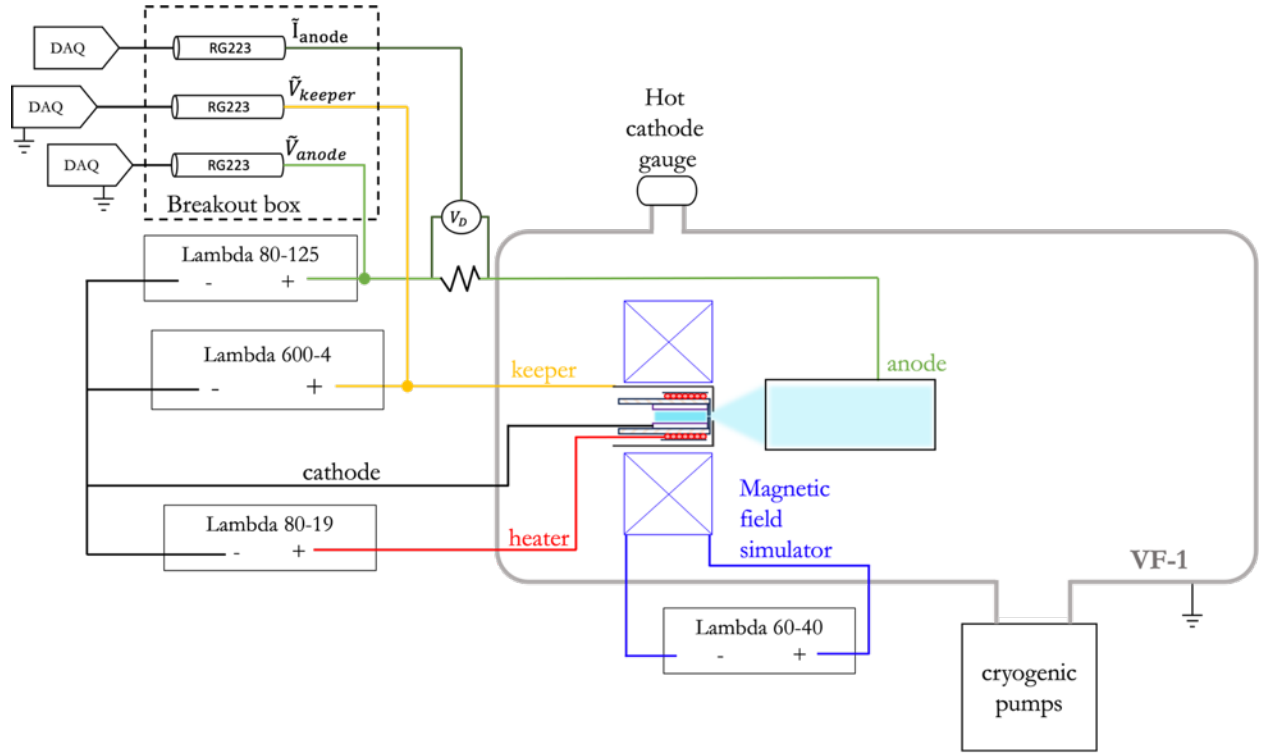 DAQ
RG223
Ĩanode
DAQ
RG223
Ṽkeeper
DAQ
RG223
Ṽanode
Breakout box
Hot
cathode
gauge
V_D
Lambda 80-125
- +
Lambda 600-4
- +
keeper
anode
cathode
Lambda 80-19
- +
heater
Magnetic
field
simulator
VF-1
Lambda 60-40
- +
cryogenic
pumps